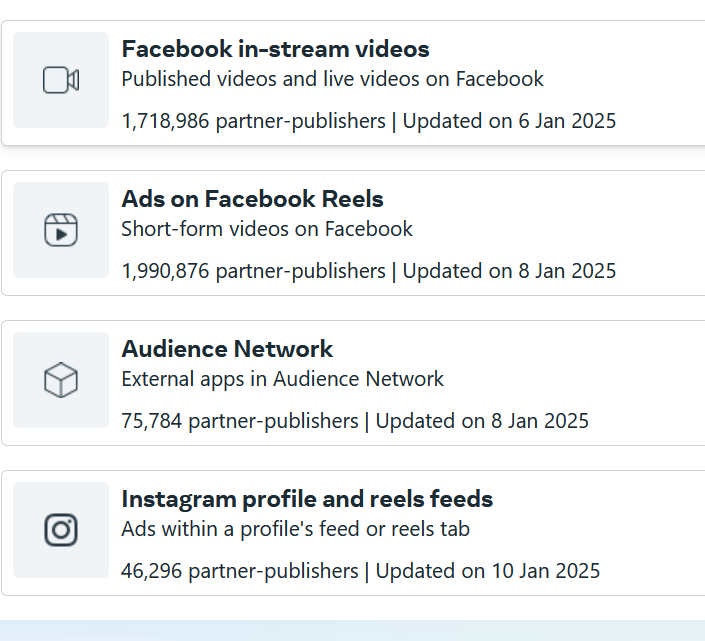 Facebook in-stream videos
Published videos and live videos on Facebook
1,718,986 partner-publishers | Updated on 6 Jan 2025
Ads on Facebook Reels
Short-form videos on Facebook
1,990,876 partner-publishers | Updated on 8 Jan 2025
Audience Network
External apps in Audience Network
75,784 partner-publishers | Updated on 8 Jan 2025
Instagram profile and reels feeds
Ads within a profile's feed or reels tab
46,296 partner-publishers | Updated on 10 Jan 2025